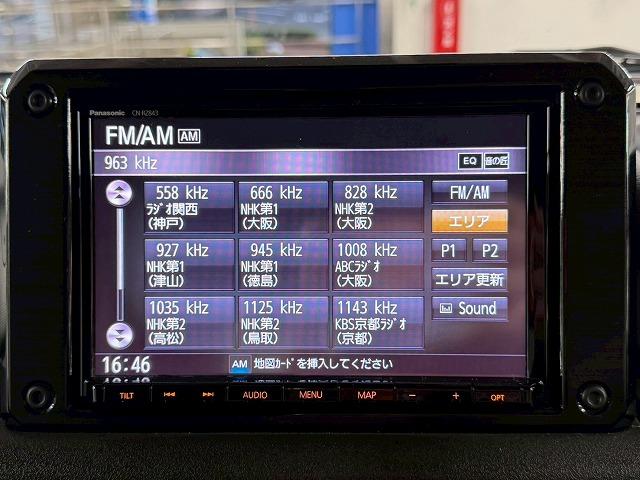 Panasonic CN-RZ843
FM/AM AM
963 kHz EQ 音の匠
558 kHz 666 kHz 828 kHz FM/AM
ﾗｼﾞｵ関西 NHK第1 NHK第2
(神戸) (大阪) (大阪) エリア
927 kHz 945 kHz 1008 kHz P1 P2
NHK第1 NHK第1 ABCﾗｼﾞｵ
(津山) (徳島) (大阪) エリア更新
1035 kHz 1125 kHz 1143 kHz Sound
NHK第2 NHK第2 KBS京都ﾗｼﾞｵ
(高松) (鳥取) (京都)
16:46 AM 地図ｶｰﾄﾞを挿入してください
TILT AUDIO MENU MAP − + OPT